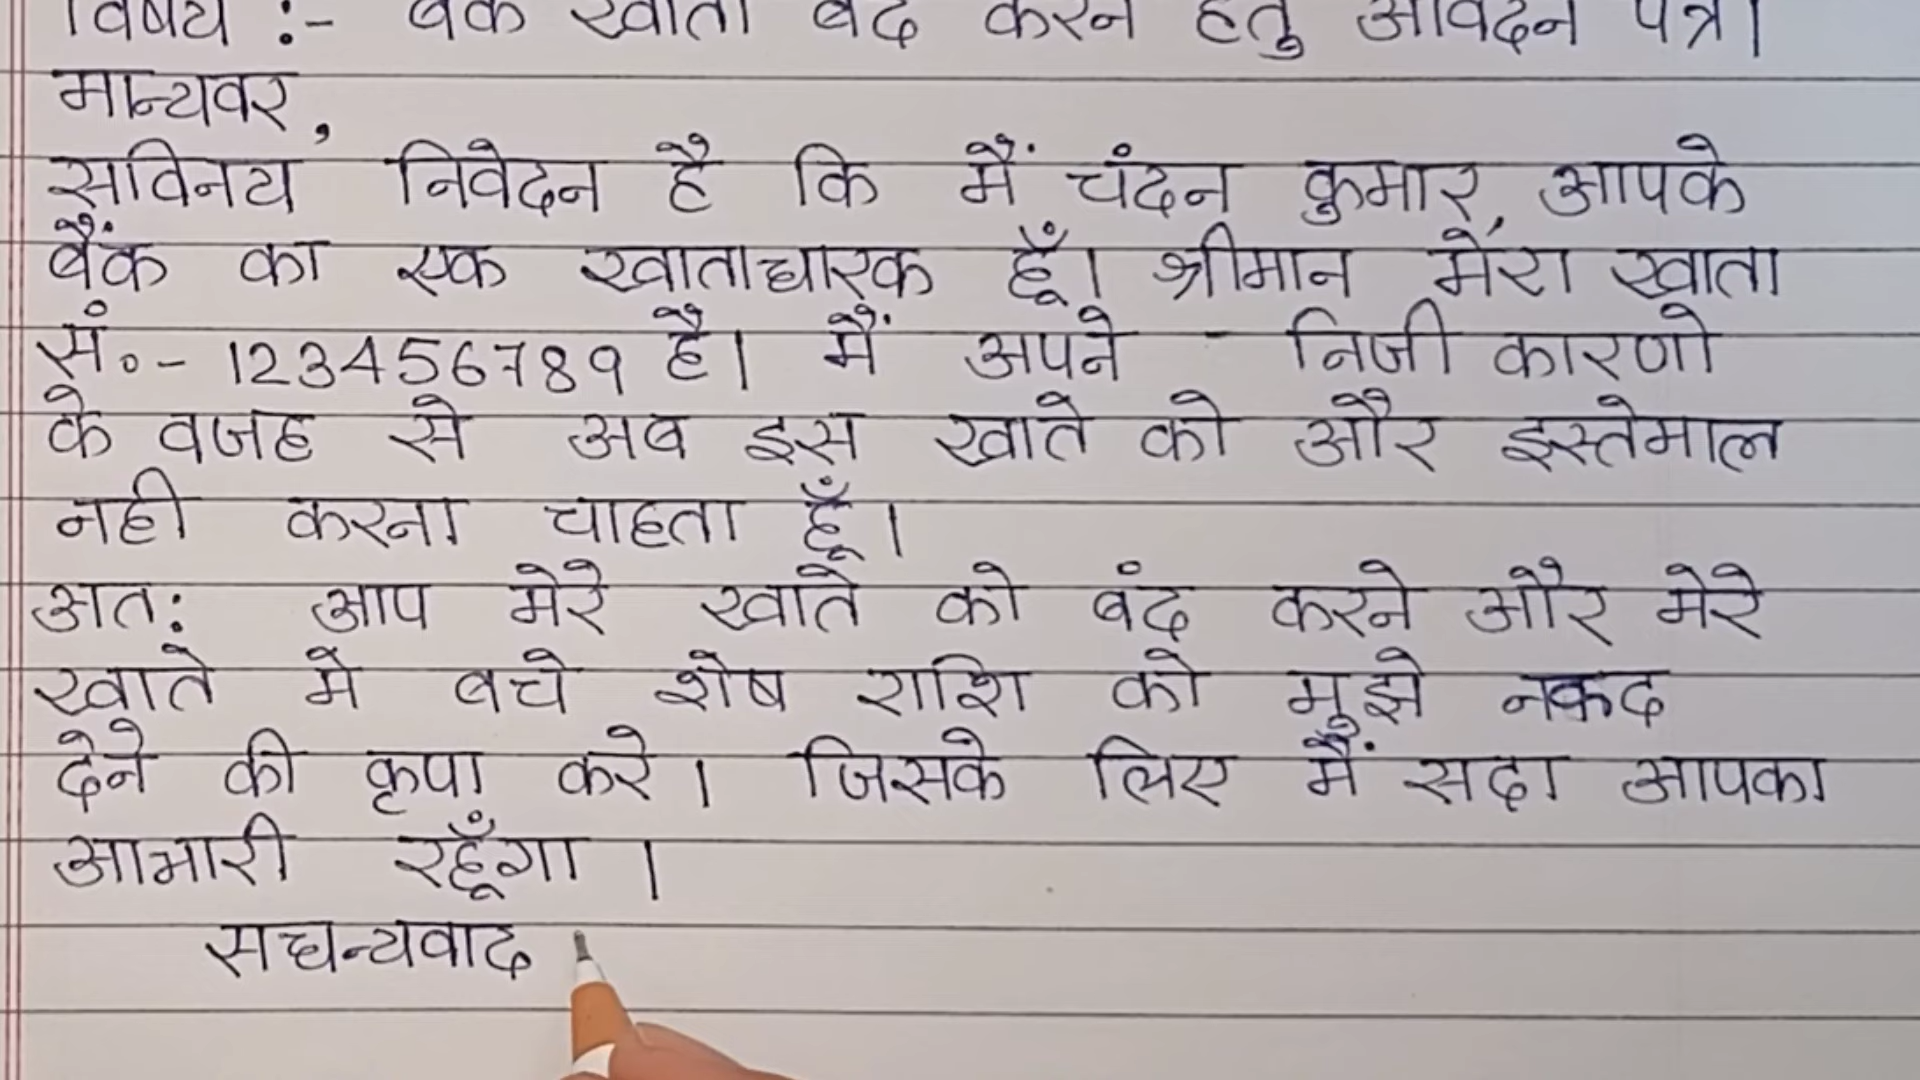 विषय :- बैंक खाता बंद करने हेतु आवेदन पत्र।
मान्यवर,
सविनय निवेदन है कि मैं चंदन कुमार, आपके
बैंक का एक खाताधारक हूँ। श्रीमान मेरा खाता
सं०- 123456789 है। मैं अपने - निजी कारणो
के वजह से अब इस खाते को और इस्तेमाल
नही करना चाहता हूँ।
अत: आप मेरे खाते को बंद करने और मेरे
खाते मे बचे शेष राशि को मुझे नकद
देने की कृपा करे। जिसके लिए मैं सदा आपका
आभारी रहूँगा।
सधन्यवाद